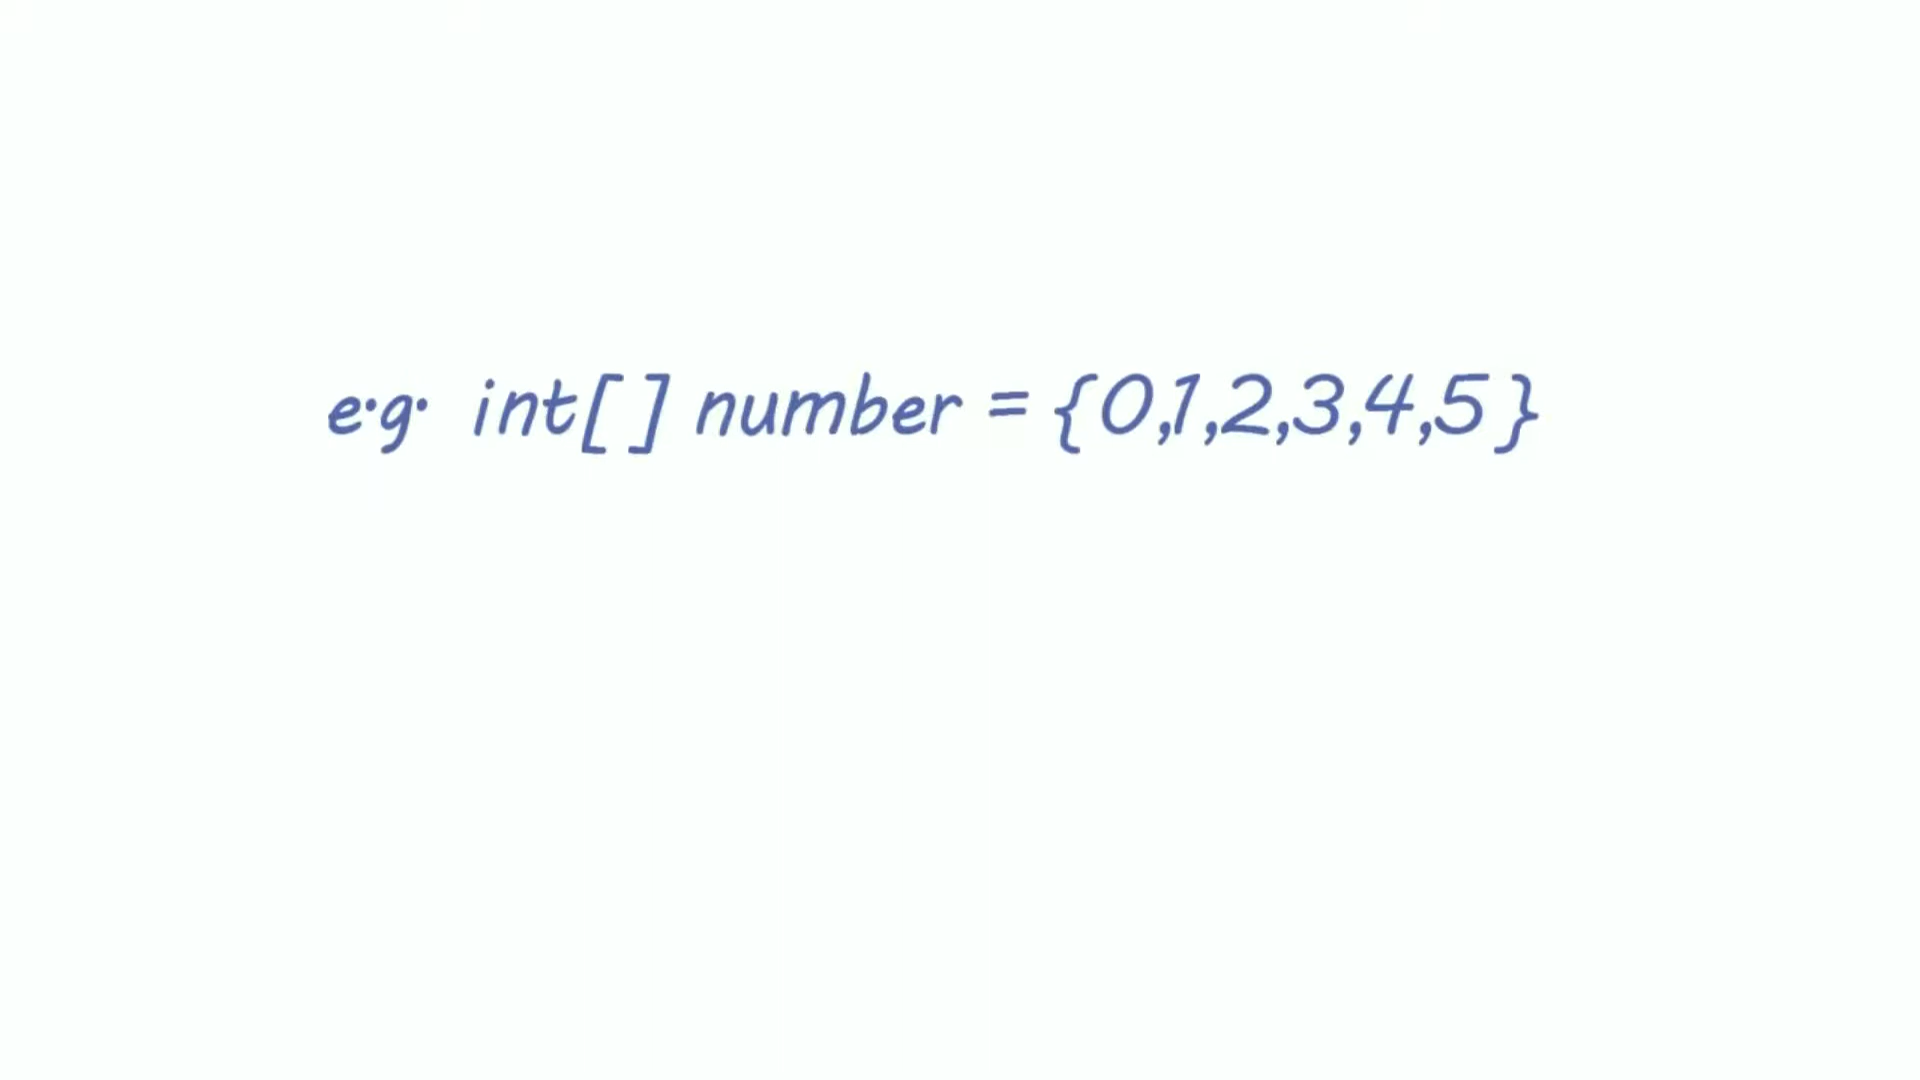 e.g. int[] number = {0,1,2,3,4,5}